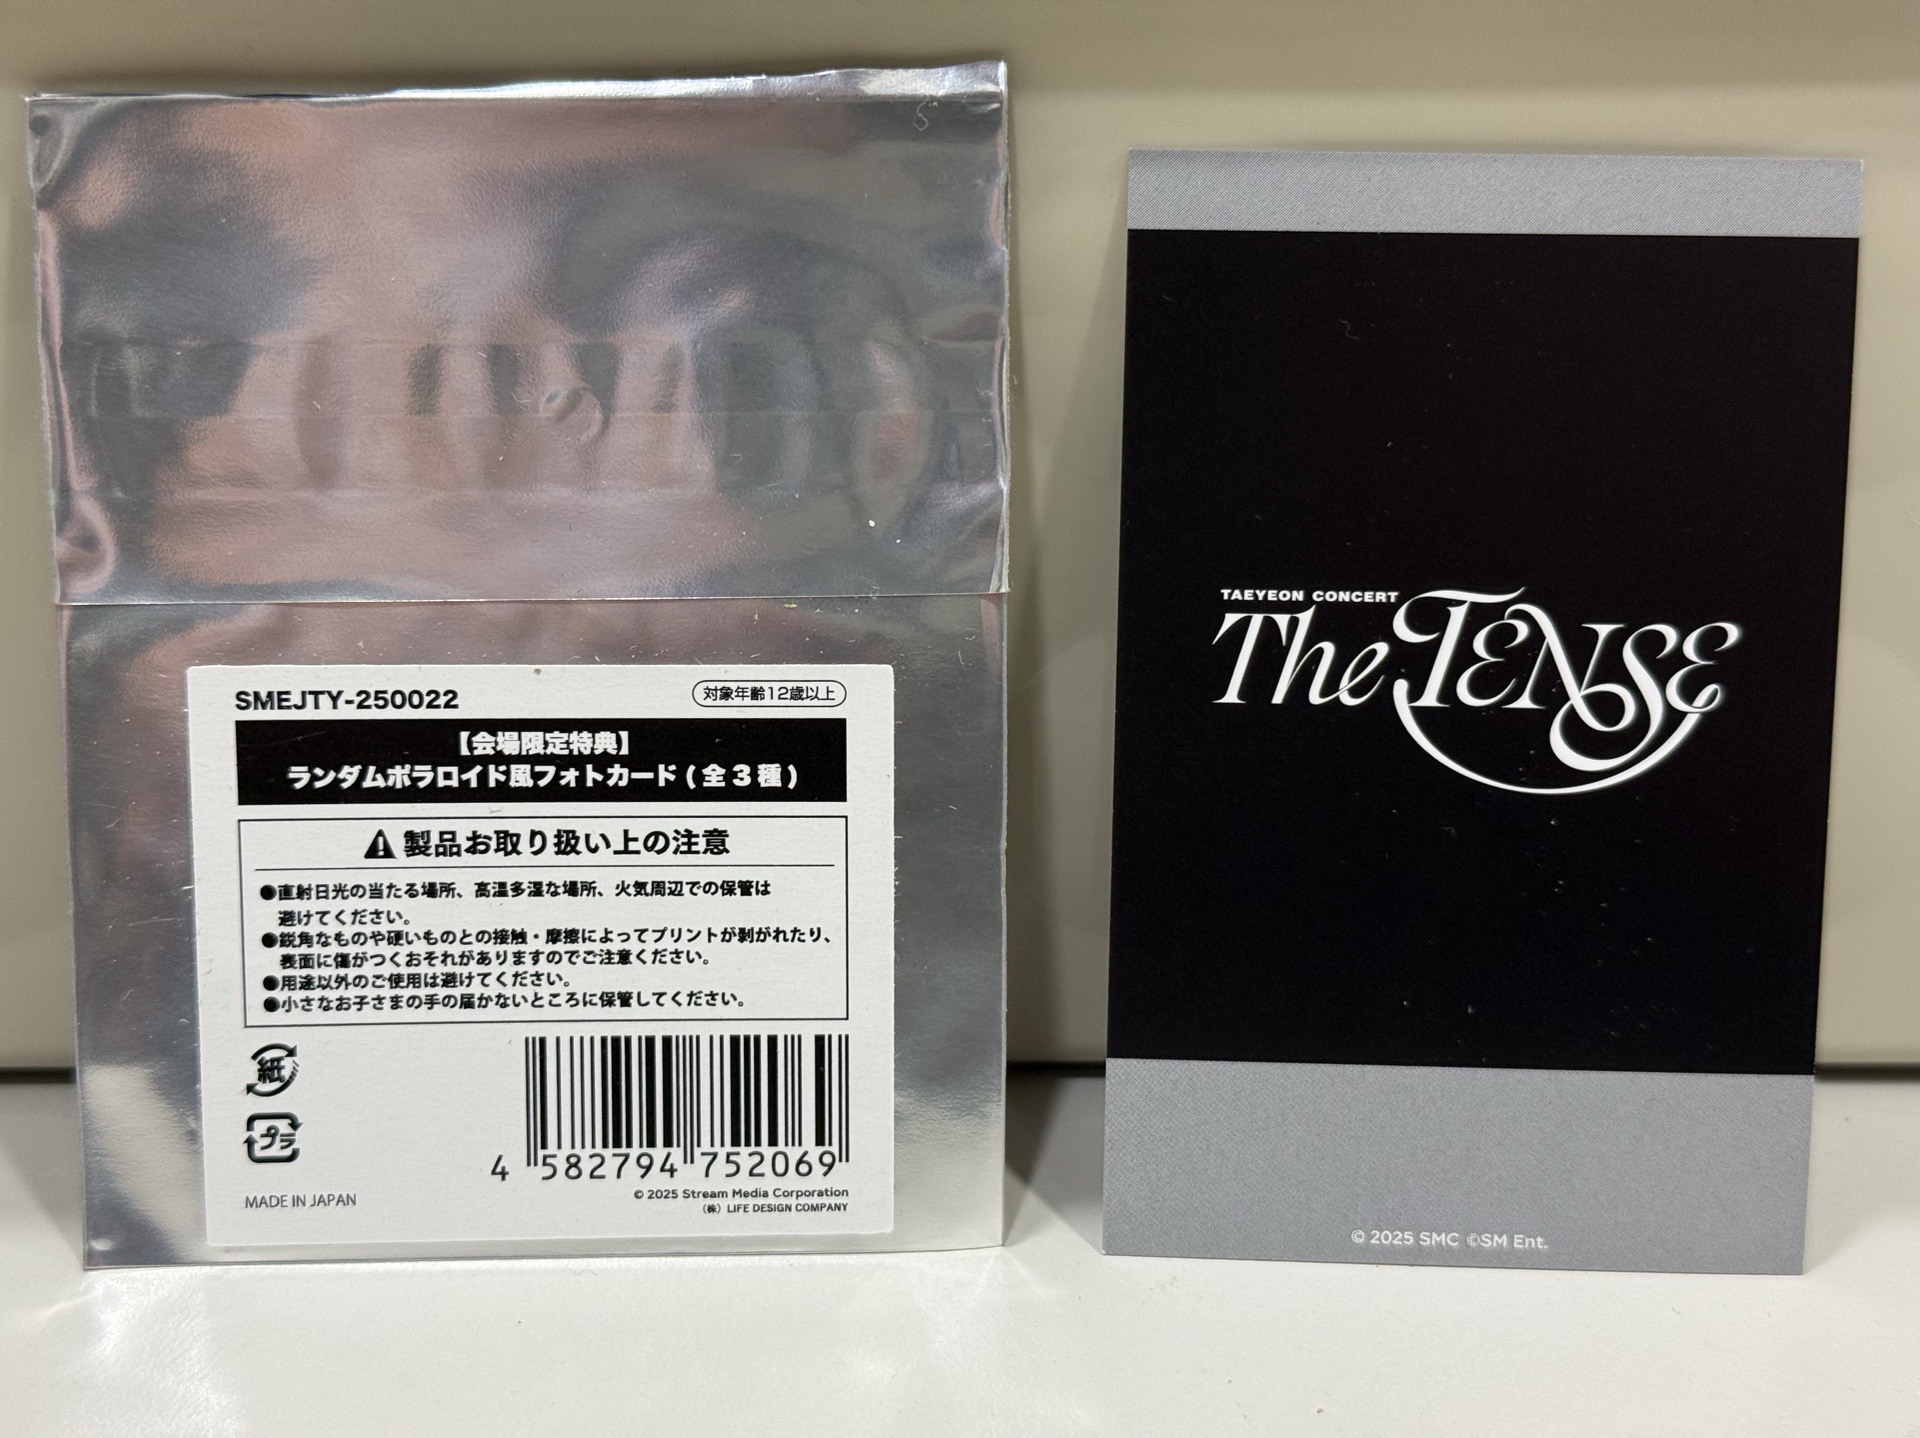 SMEJTY-250022
対象年齢12歳以上
【会場限定特典】
ランダムポラロイド風フォトカード(全3種)
製品お取り扱い上の注意
●直射日光の当たる場所、高温多湿な場所、火気周辺での保管は
避けてください。
●鋭角なものや硬いものとの接触・摩擦によってプリントが剥がれたり、
表面に傷がつくおそれがありますのでご注意ください。
●用途以外のご使用は避けてください。
●小さなお子さまの手の届かないところに保管してください。
紙
プラ
MADE IN JAPAN
4 582794 752069
© 2025 Stream Media Corporation
(株) LIFE DESIGN COMPANY
TAEYEON CONCERT
The TENSE
© 2025 SMC ©SM Ent.